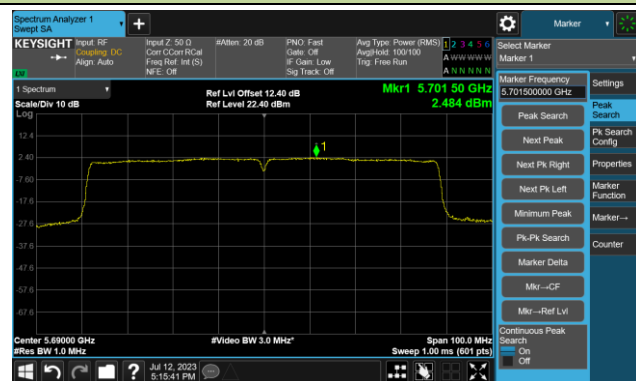 Spectrum Analyzer 1
Swept SA
+
Marker
KEYSIGHT
Input: RF
Coupling: DC
Align: Auto
Input Z: 50 Ω
Corr CCorr RCal
Freq Ref: Int (S)
NFE: Off
#Atten: 20 dB
PNO: Fast
Gate: Off
IF Gain: Low
Sig Track: Off
Avg Type: Power (RMS)
Avg|Hold: 100/100
Trig: Free Run
1 2 3 4 5 6
A W W W W W
A N N N N N
LVI
Select Marker
Marker 1
1 Spectrum
Scale/Div 10 dB
Log
Ref Lvl Offset 12.40 dB
Ref Level 22.40 dBm
Mkr1 5.701 50 GHz
2.484 dBm
12.4
2.40
-7.60
-17.6
-27.6
-37.6
-47.6
-57.6
-67.6
1
Center 5.69000 GHz
#Res BW 1.0 MHz
#Video BW 3.0 MHz*
Span 100.0 MHz
Sweep 1.00 ms (601 pts)
Marker Frequency
5.701500000 GHz
Peak Search
Next Peak
Next Pk Right
Next Pk Left
Minimum Peak
Pk-Pk Search
Marker Delta
Mkr→CF
Mkr→Ref Lvl
Continuous Peak
Search
On
Off
Settings
Peak
Search
Pk Search
Config
Properties
Marker
Function
Marker→
Counter
?
Jul 12, 2023
5:15:41 PM